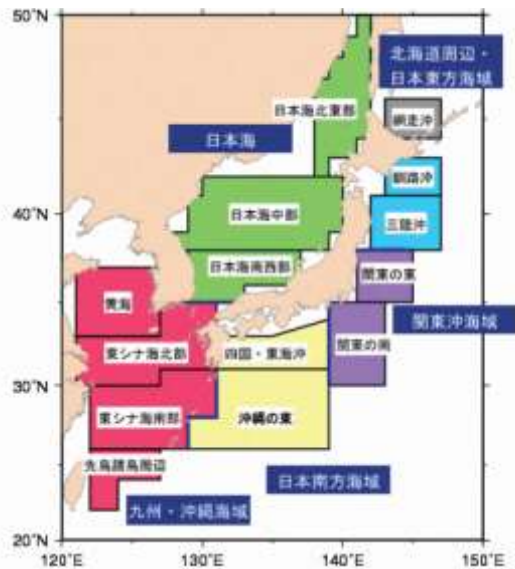 50°N
北海道周辺・
日本東方海域
日本海北東部
網走沖
日本海
釧路沖
40°N
日本海中部
三陸沖
日本海南西部
関東の東
黄海
関東沖海域
東シナ海北部
四国・東海沖
関東の南
30°N
東シナ海南部
沖縄の東
先島諸島周辺
日本南方海域
九州・沖縄海域
20°N
120°E
130°E
140°E
150°E